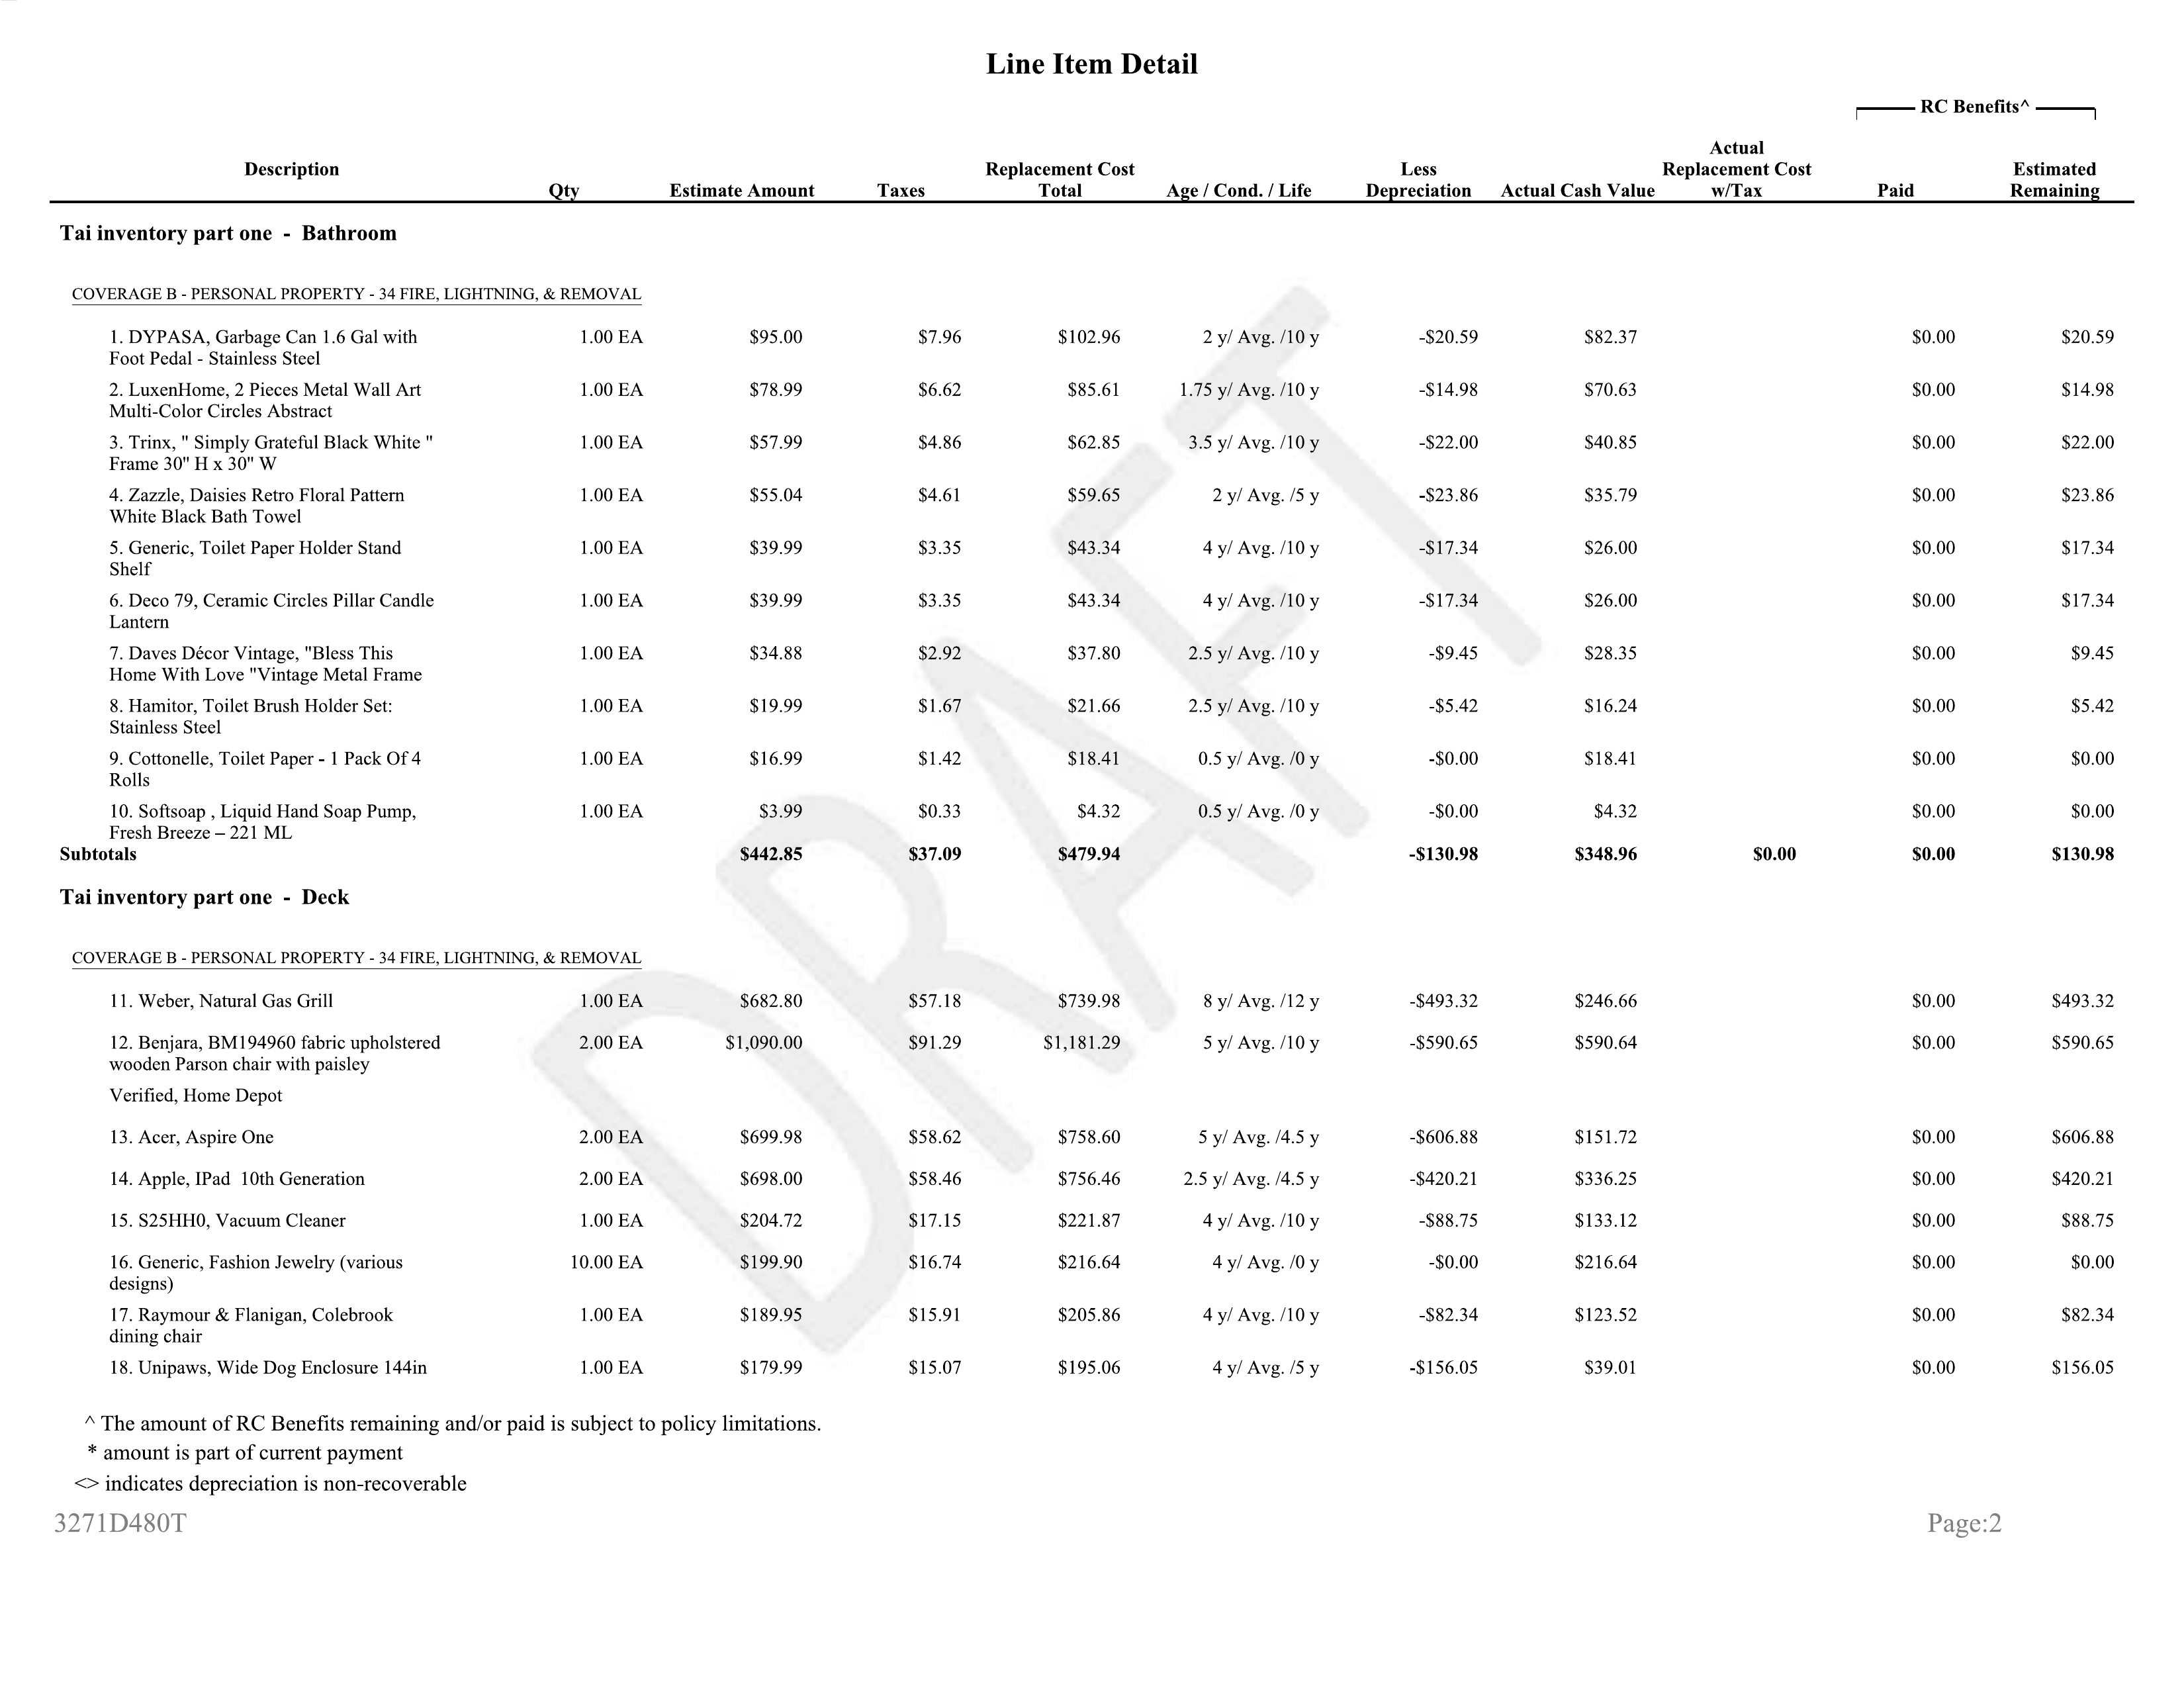 Line Item Detail
RC Benefits^
Description Qty Estimate Amount Taxes Replacement Cost Total Age / Cond. / Life Less Depreciation Actual Cash Value Actual Replacement Cost w/Tax Paid Estimated Remaining
Tai inventory part one - Bathroom
COVERAGE B - PERSONAL PROPERTY - 34 FIRE, LIGHTNING, & REMOVAL
1. DYPASA, Garbage Can 1.6 Gal with 1.00 EA $95.00 $7.96 $102.96 2 y/ Avg. /10 y -$20.59 $82.37 $0.00 $20.59
Foot Pedal - Stainless Steel
2. LuxenHome, 2 Pieces Metal Wall Art 1.00 EA $78.99 $6.62 $85.61 1.75 y/ Avg. /10 y -$14.98 $70.63 $0.00 $14.98
Multi-Color Circles Abstract
3. Trinx, " Simply Grateful Black White " 1.00 EA $57.99 $4.86 $62.85 3.5 y/ Avg. /10 y -$22.00 $40.85 $0.00 $22.00
Frame 30" H x 30" W
4. Zazzle, Daisies Retro Floral Pattern 1.00 EA $55.04 $4.61 $59.65 2 y/ Avg. /5 y -$23.86 $35.79 $0.00 $23.86
White Black Bath Towel
5. Generic, Toilet Paper Holder Stand 1.00 EA $39.99 $3.35 $43.34 4 y/ Avg. /10 y -$17.34 $26.00 $0.00 $17.34
Shelf
6. Deco 79, Ceramic Circles Pillar Candle 1.00 EA $39.99 $3.35 $43.34 4 y/ Avg. /10 y -$17.34 $26.00 $0.00 $17.34
Lantern
7. Daves Décor Vintage, "Bless This 1.00 EA $34.88 $2.92 $37.80 2.5 y/ Avg. /10 y -$9.45 $28.35 $0.00 $9.45
Home With Love "Vintage Metal Frame
8. Hamitor, Toilet Brush Holder Set: 1.00 EA $19.99 $1.67 $21.66 2.5 y/ Avg. /10 y -$5.42 $16.24 $0.00 $5.42
Stainless Steel
9. Cottonelle, Toilet Paper - 1 Pack Of 4 1.00 EA $16.99 $1.42 $18.41 0.5 y/ Avg. /0 y -$0.00 $18.41 $0.00 $0.00
Rolls
10. Softsoap , Liquid Hand Soap Pump, 1.00 EA $3.99 $0.33 $4.32 0.5 y/ Avg. /0 y -$0.00 $4.32 $0.00 $0.00
Fresh Breeze – 221 ML
Subtotals $442.85 $37.09 $479.94 -$130.98 $348.96 $0.00 $0.00 $130.98
Tai inventory part one - Deck
COVERAGE B - PERSONAL PROPERTY - 34 FIRE, LIGHTNING, & REMOVAL
11. Weber, Natural Gas Grill 1.00 EA $682.80 $57.18 $739.98 8 y/ Avg. /12 y -$493.32 $246.66 $0.00 $493.32
12. Benjara, BM194960 fabric upholstered 2.00 EA $1,090.00 $91.29 $1,181.29 5 y/ Avg. /10 y -$590.65 $590.64 $0.00 $590.65
wooden Parson chair with paisley
Verified, Home Depot
13. Acer, Aspire One 2.00 EA $699.98 $58.62 $758.60 5 y/ Avg. /4.5 y -$606.88 $151.72 $0.00 $606.88
14. Apple, IPad 10th Generation 2.00 EA $698.00 $58.46 $756.46 2.5 y/ Avg. /4.5 y -$420.21 $336.25 $0.00 $420.21
15. S25HH0, Vacuum Cleaner 1.00 EA $204.72 $17.15 $221.87 4 y/ Avg. /10 y -$88.75 $133.12 $0.00 $88.75
16. Generic, Fashion Jewelry (various 10.00 EA $199.90 $16.74 $216.64 4 y/ Avg. /0 y -$0.00 $216.64 $0.00 $0.00
designs)
17. Raymour & Flanigan, Colebrook 1.00 EA $189.95 $15.91 $205.86 4 y/ Avg. /10 y -$82.34 $123.52 $0.00 $82.34
dining chair
18. Unipaws, Wide Dog Enclosure 144in 1.00 EA $179.99 $15.07 $195.06 4 y/ Avg. /5 y -$156.05 $39.01 $0.00 $156.05
^ The amount of RC Benefits remaining and/or paid is subject to policy limitations.
* amount is part of current payment
<> indicates depreciation is non-recoverable
3271D480T Page:2
DRAFT